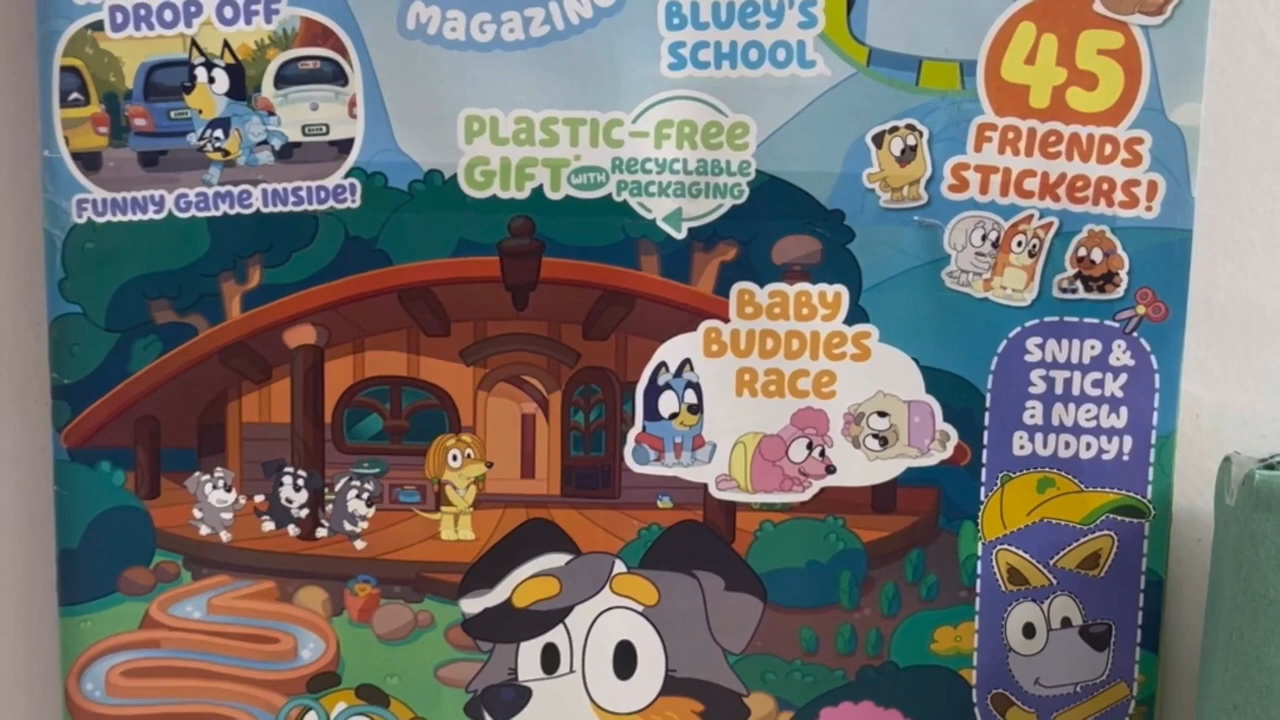 DROP OFF
FUNNY GAME INSIDE!
MAGAZINE
BLUEY'S
SCHOOL
PLASTIC-FREE
GIFT* WITH RECYCLABLE
PACKAGING
45
FRIENDS
STICKERS!
BABY
BUDDIES
RACE
SNIP &
STICK
a NEW
BUDDY!